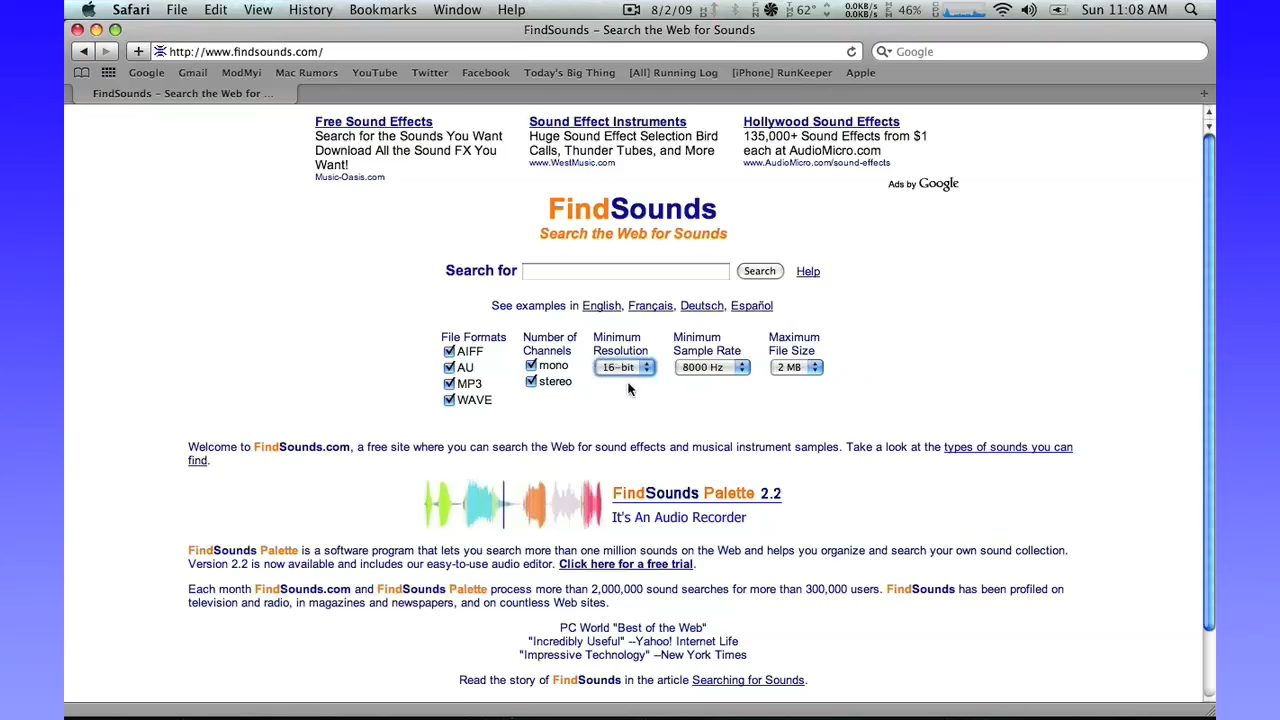 Safari File Edit View History Bookmarks Window Help 8/2/09 62° 0.0KB/s 0.0KB/s 46% Sun 11:08 AM
FindSounds – Search the Web for Sounds
http://www.findsounds.com/ Google
Google Gmail ModMyi Mac Rumors YouTube Twitter Facebook Today's Big Thing [All] Running Log [iPhone] RunKeeper Apple
FindSounds – Search the Web for ...
Free Sound Effects
Search for the Sounds You Want
Download All the Sound FX You
Want!
Music-Oasis.com
Sound Effect Instruments
Huge Sound Effect Selection Bird
Calls, Thunder Tubes, and More
www.WestMusic.com
Hollywood Sound Effects
135,000+ Sound Effects from $1
each at AudioMicro.com
www.AudioMicro.com/sound-effects
Ads by Google
FindSounds
Search the Web for Sounds
Search for Search Help
See examples in English, Français, Deutsch, Español
File Formats
AIFF
AU
MP3
WAVE
Number of
Channels
mono
stereo
Minimum
Resolution
16-bit
Minimum
Sample Rate
8000 Hz
Maximum
File Size
2 MB
Welcome to FindSounds.com, a free site where you can search the Web for sound effects and musical instrument samples. Take a look at the types of sounds you can
find.
FindSounds Palette 2.2
It's An Audio Recorder
FindSounds Palette is a software program that lets you search more than one million sounds on the Web and helps you organize and search your own sound collection.
Version 2.2 is now available and includes our easy-to-use audio editor. Click here for a free trial.
Each month FindSounds.com and FindSounds Palette process more than 2,000,000 sound searches for more than 300,000 users. FindSounds has been profiled on
television and radio, in magazines and newspapers, and on countless Web sites.
PC World "Best of the Web"
"Incredibly Useful" --Yahoo! Internet Life
"Impressive Technology" --New York Times
Read the story of FindSounds in the article Searching for Sounds.